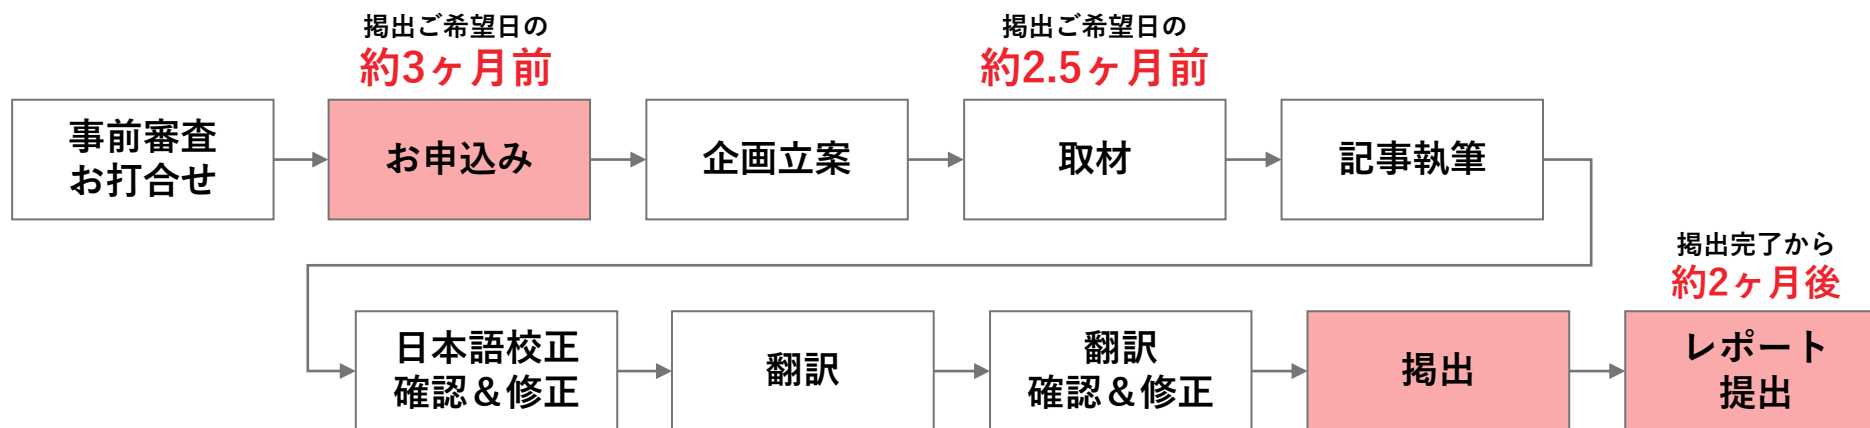 掲出ご希望日の
約3ヶ月前
掲出ご希望日の
約2.5ヶ月前
事前審査
お打合せ
お申込み
企画立案
取材
記事執筆
掲出完了から
約2ヶ月後
日本語校正
確認&修正
翻訳
翻訳
確認&修正
掲出
レポート
提出